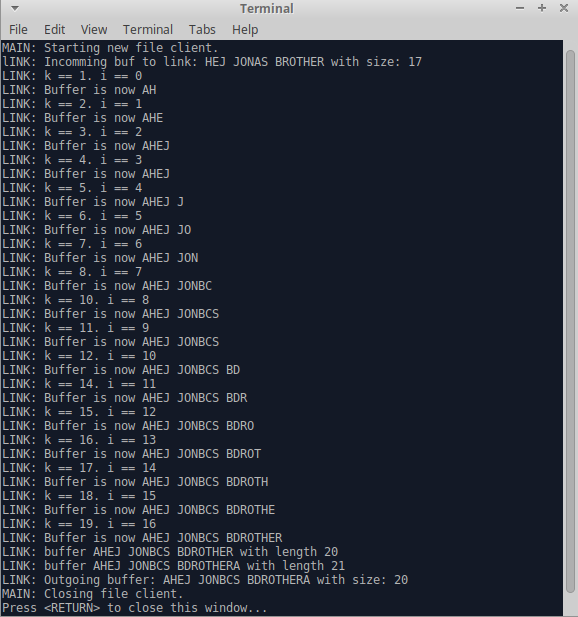 Terminal
File Edit View Terminal Tabs Help
MAIN: Starting new file client.
lINK: Incomming buf to link: HEJ JONAS BROTHER with size: 17
LINK: k == 1. i == 0
LINK: Buffer is now AH
LINK: k == 2. i == 1
LINK: Buffer is now AHE
LINK: k == 3. i == 2
LINK: Buffer is now AHEJ
LINK: k == 4. i == 3
LINK: Buffer is now AHEJ
LINK: k == 5. i == 4
LINK: Buffer is now AHEJ J
LINK: k == 6. i == 5
LINK: Buffer is now AHEJ JO
LINK: k == 7. i == 6
LINK: Buffer is now AHEJ JON
LINK: k == 8. i == 7
LINK: Buffer is now AHEJ JONBC
LINK: k == 10. i == 8
LINK: Buffer is now AHEJ JONBCS
LINK: k == 11. i == 9
LINK: Buffer is now AHEJ JONBCS
LINK: k == 12. i == 10
LINK: Buffer is now AHEJ JONBCS BD
LINK: k == 14. i == 11
LINK: Buffer is now AHEJ JONBCS BDR
LINK: k == 15. i == 12
LINK: Buffer is now AHEJ JONBCS BDRO
LINK: k == 16. i == 13
LINK: Buffer is now AHEJ JONBCS BDROT
LINK: k == 17. i == 14
LINK: Buffer is now AHEJ JONBCS BDROTH
LINK: k == 18. i == 15
LINK: Buffer is now AHEJ JONBCS BDROTHE
LINK: k == 19. i == 16
LINK: Buffer is now AHEJ JONBCS BDROTHER
LINK: buffer AHEJ JONBCS BDROTHER with length 20
LINK: buffer AHEJ JONBCS BDROTHERA with length 21
LINK: Outgoing buffer: AHEJ JONBCS BDROTHERA with size: 20
MAIN: Closing file client.
Press <RETURN> to close this window...